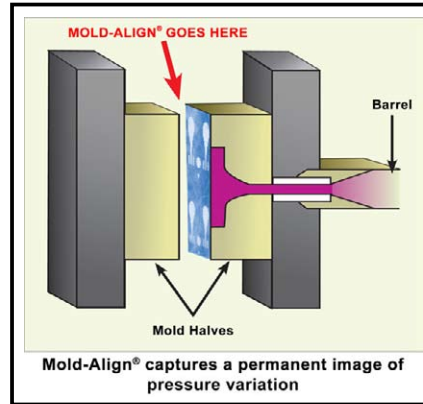 MOLD-ALIGN® GOES HERE
Barrel
Mold Halves
Mold-Align® captures a permanent image of
pressure variation